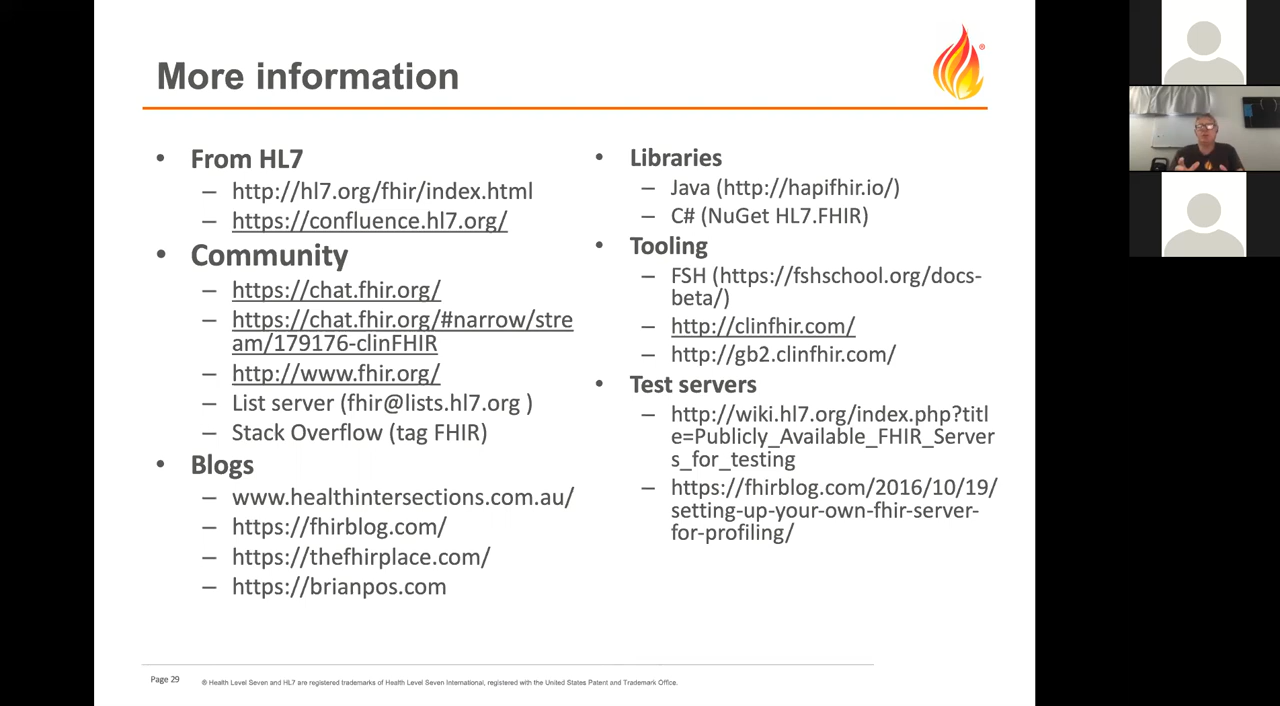 More information
®
• From HL7
– http://hl7.org/fhir/index.html
– https://confluence.hl7.org/
• Community
– https://chat.fhir.org/
– https://chat.fhir.org/#narrow/stre
am/179176-clinFHIR
– http://www.fhir.org/
– List server (fhir@lists.hl7.org )
– Stack Overflow (tag FHIR)
• Blogs
– www.healthintersections.com.au/
– https://fhirblog.com/
– https://thefhirplace.com/
– https://brianpos.com
• Libraries
– Java (http://hapifhir.io/)
– C# (NuGet HL7.FHIR)
• Tooling
– FSH (https://fshschool.org/docs-
beta/)
– http://clinfhir.com/
– http://gb2.clinfhir.com/
• Test servers
– http://wiki.hl7.org/index.php?titl
e=Publicly_Available_FHIR_Server
s_for_testing
– https://fhirblog.com/2016/10/19/
setting-up-your-own-fhir-server-
for-profiling/
Page 29
® Health Level Seven and HL7 are registered trademarks of Health Level Seven International, registered with the United States Patent and Trademark Office.